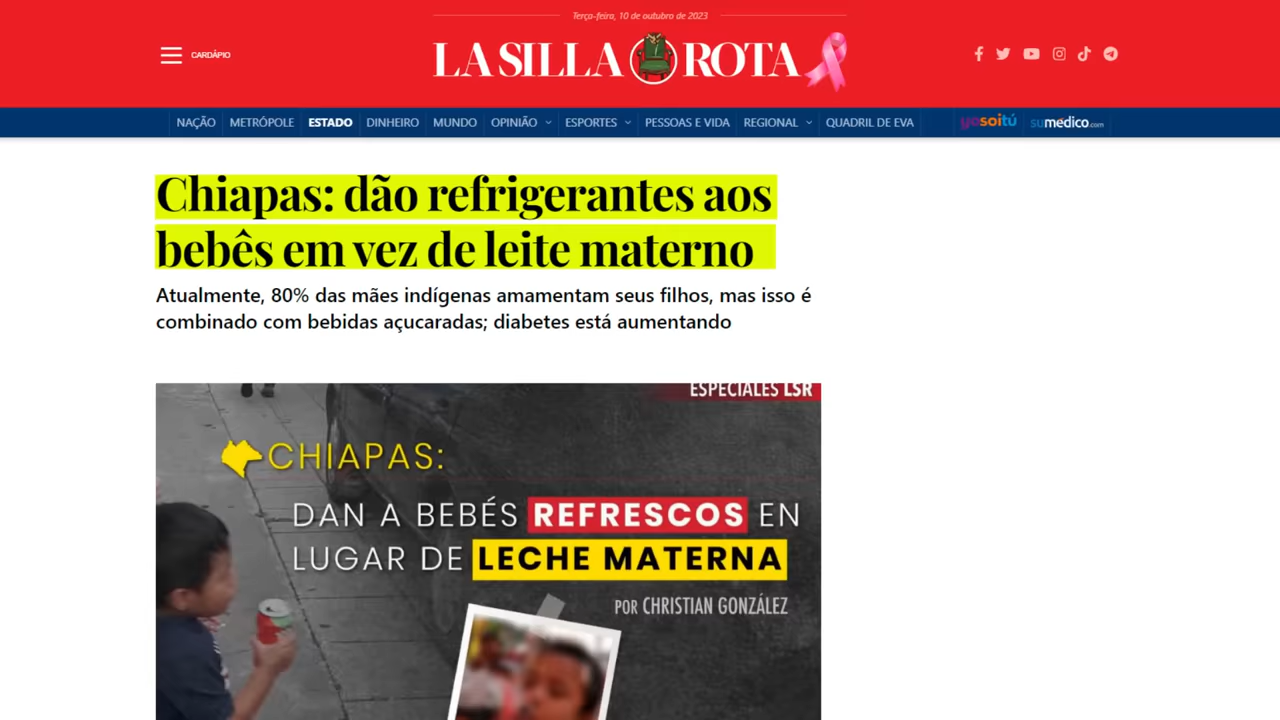 Terça-feira, 10 de outubro de 2023
CARDÁPIO
LA SILLA ROTA
NAÇÃO METRÓPOLE ESTADO DINHEIRO MUNDO OPINIÃO ESPORTES PESSOAS E VIDA REGIONAL QUADRIL DE EVA yosoitú sumédico.com
Chiapas: dão refrigerantes aos
bebês em vez de leite materno
Atualmente, 80% das mães indígenas amamentam seus filhos, mas isso é
combinado com bebidas açucaradas; diabetes está aumentando
ESPECIALES LSR
CHIAPAS:
DAN A BEBÉS REFRESCOS EN
LUGAR DE LECHE MATERNA
POR CHRISTIAN GONZÁLEZ